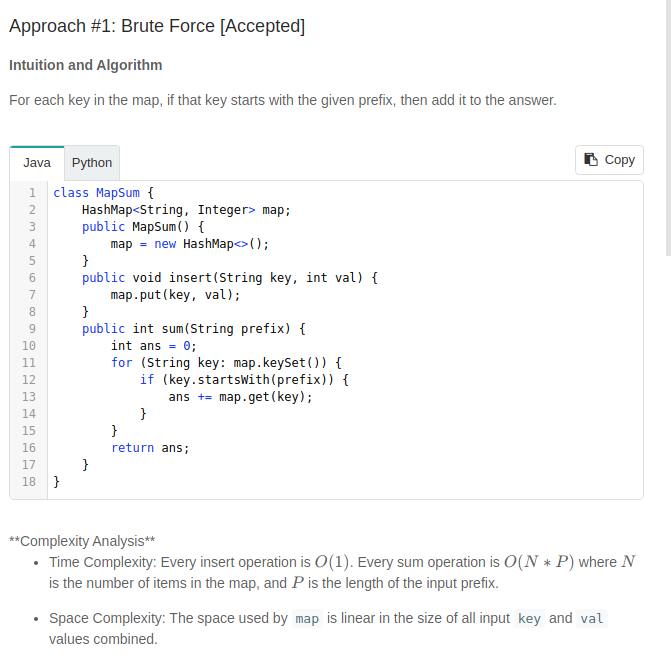 Approach #1: Brute Force [Accepted]
Intuition and Algorithm
For each key in the map, if that key starts with the given prefix, then add it to the answer.
Java Python Copy
1 class MapSum {
2     HashMap<String, Integer> map;
3     public MapSum() {
4         map = new HashMap<>();
5     }
6     public void insert(String key, int val) {
7         map.put(key, val);
8     }
9     public int sum(String prefix) {
10         int ans = 0;
11         for (String key: map.keySet()) {
12             if (key.startsWith(prefix)) {
13                 ans += map.get(key);
14             }
15         }
16         return ans;
17     }
18 }
**Complexity Analysis**
• Time Complexity: Every insert operation is O(1). Every sum operation is O(N * P) where N
is the number of items in the map, and P is the length of the input prefix.
• Space Complexity: The space used by map is linear in the size of all input key and val
values combined.